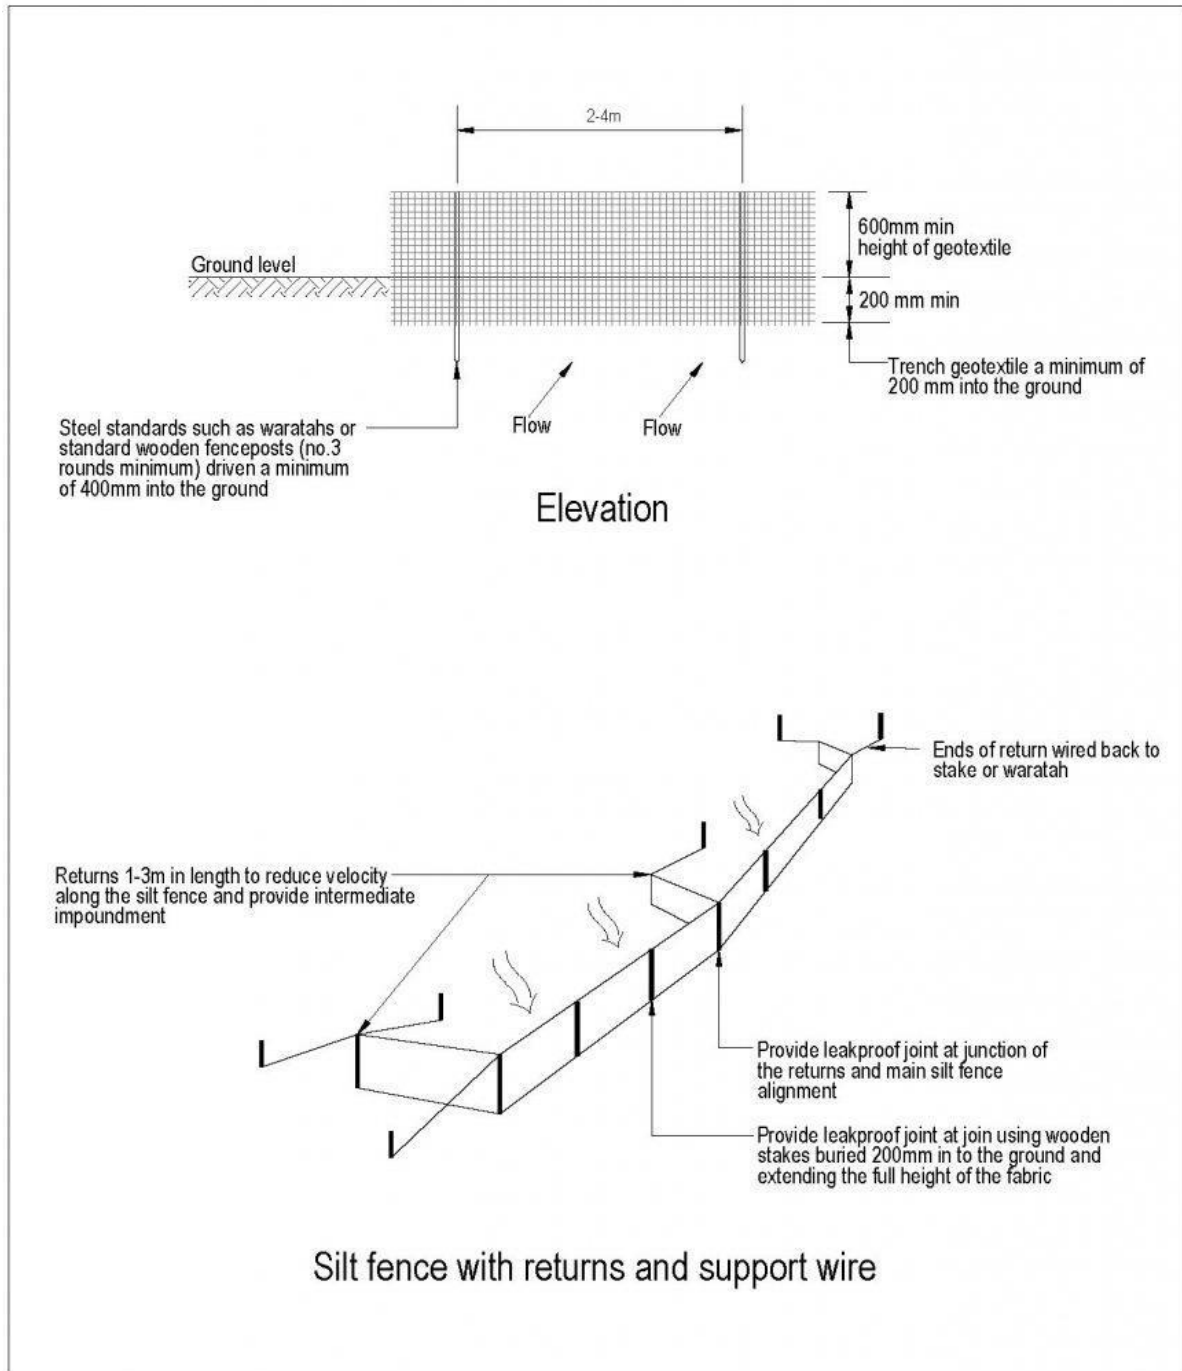 2-4m
600mm min
height of geotextile
Ground level
200 mm min
Trench geotextile a minimum of
200 mm into the ground
Flow
Flow
Steel standards such as waratahs or
standard wooden fenceposts (no.3
rounds minimum) driven a minimum
of 400mm into the ground
Elevation
Ends of return wired back to
stake or waratah
Returns 1-3m in length to reduce velocity
along the silt fence and provide intermediate
impoundment
Provide leakproof joint at junction of
the returns and main silt fence
alignment
Provide leakproof joint at join using wooden
stakes buried 200mm in to the ground and
extending the full height of the fabric
Silt fence with returns and support wire